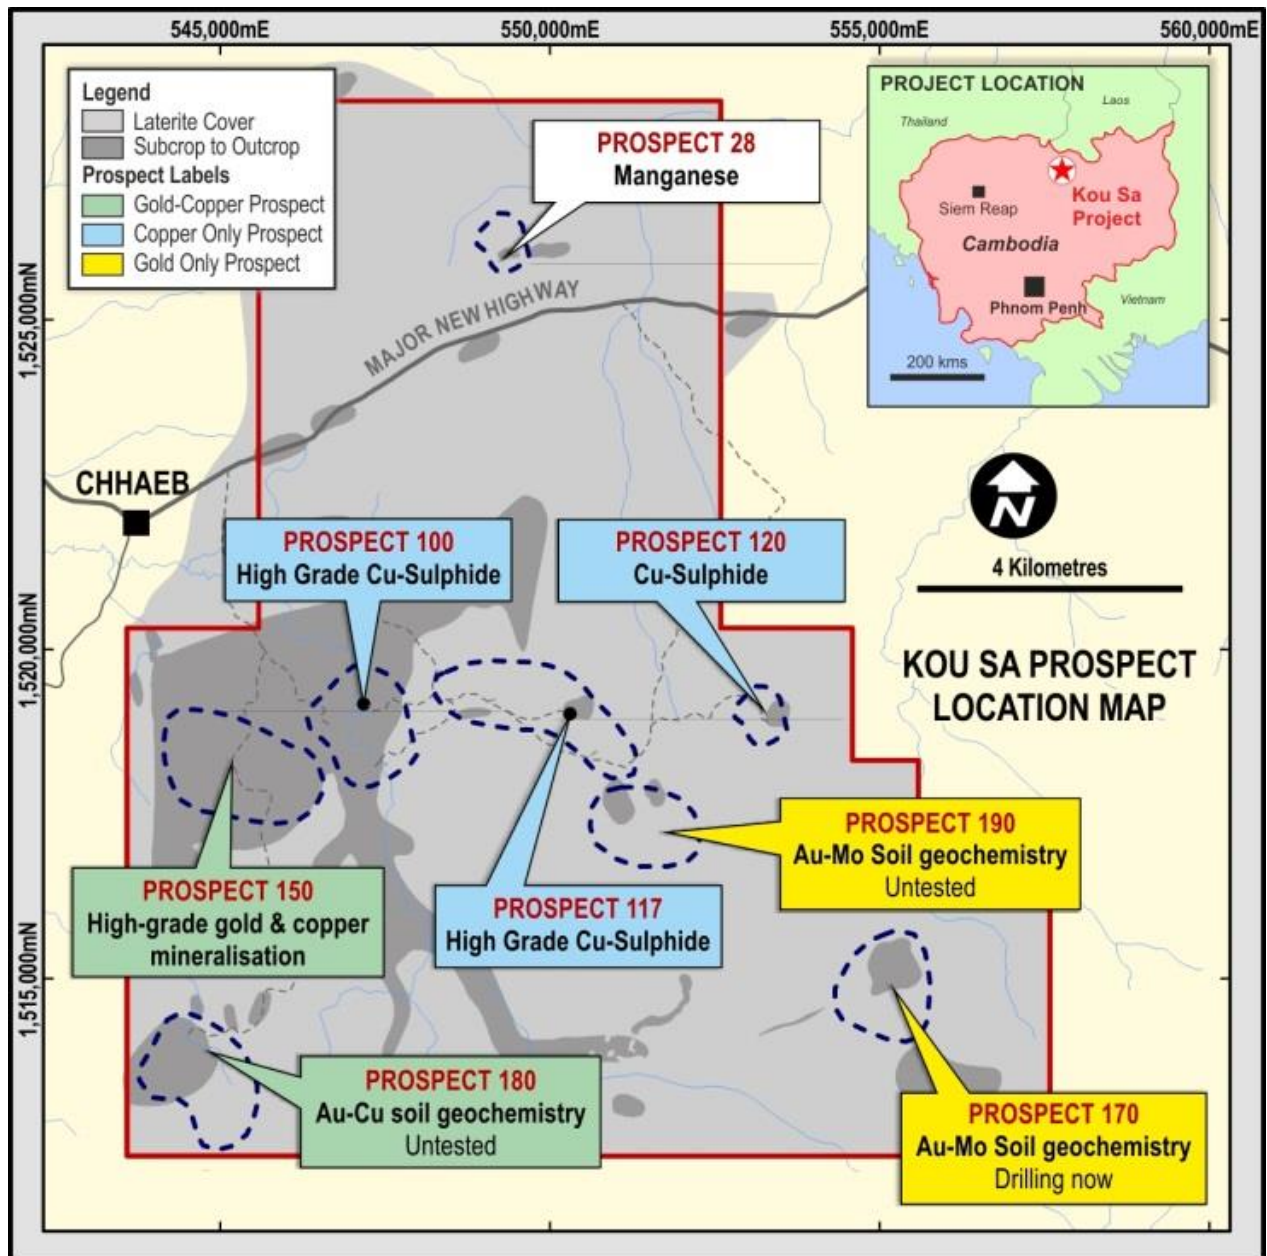 545,000mE
550,000mE
555,000mE
560,000mE
Legend
Laterite Cover
Subcrop to Outcrop
Prospect Labels
Gold-Copper Prospect
Copper Only Prospect
Gold Only Prospect
PROJECT LOCATION
Laos
Thailand
Kou Sa
Project
Siem Reap
Cambodia
Phnom Penh
Vietnam
200 kms
PROSPECT 28
Manganese
1,525,000mN
MAJOR NEW HIGHWAY
CHHAEB
N
4 Kilometres
PROSPECT 100
High Grade Cu-Sulphide
PROSPECT 120
Cu-Sulphide
1,520,000mN
KOU SA PROSPECT
LOCATION MAP
PROSPECT 190
Au-Mo Soil geochemistry
Untested
PROSPECT 150
High-grade gold & copper
mineralisation
PROSPECT 117
High Grade Cu-Sulphide
1,515,000mN
PROSPECT 180
Au-Cu soil geochemistry
Untested
PROSPECT 170
Au-Mo Soil geochemistry
Drilling now